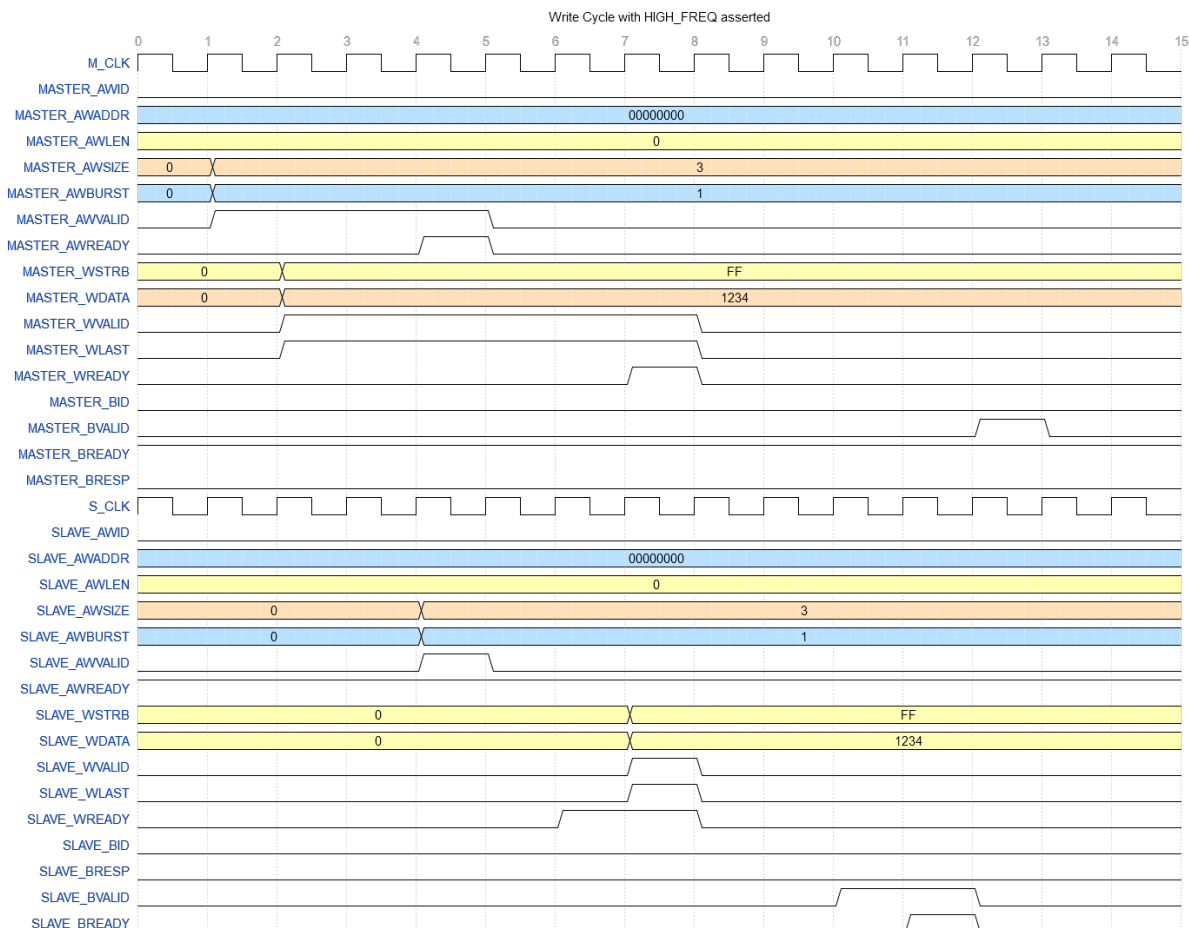 Write Cycle with HIGH_FREQ asserted
0 1 2 3 4 5 6 7 8 9 10 11 12 13 14 15
M_CLK
MASTER_AWID
MASTER_AWADDR 00000000
MASTER_AWLEN 0
MASTER_AWSIZE 0 3
MASTER_AWBURST 0 1
MASTER_AWVALID
MASTER_AWREADY
MASTER_WSTRB 0 FF
MASTER_WDATA 0 1234
MASTER_WVALID
MASTER_WLAST
MASTER_WREADY
MASTER_BID
MASTER_BVALID
MASTER_BREADY
MASTER_BRESP
S_CLK
SLAVE_AWID
SLAVE_AWADDR 00000000
SLAVE_AWLEN 0
SLAVE_AWSIZE 0 3
SLAVE_AWBURST 0 1
SLAVE_AWVALID
SLAVE_AWREADY
SLAVE_WSTRB 0 FF
SLAVE_WDATA 0 1234
SLAVE_WVALID
SLAVE_WLAST
SLAVE_WREADY
SLAVE_BID
SLAVE_BRESP
SLAVE_BVALID
SLAVE_BREADY